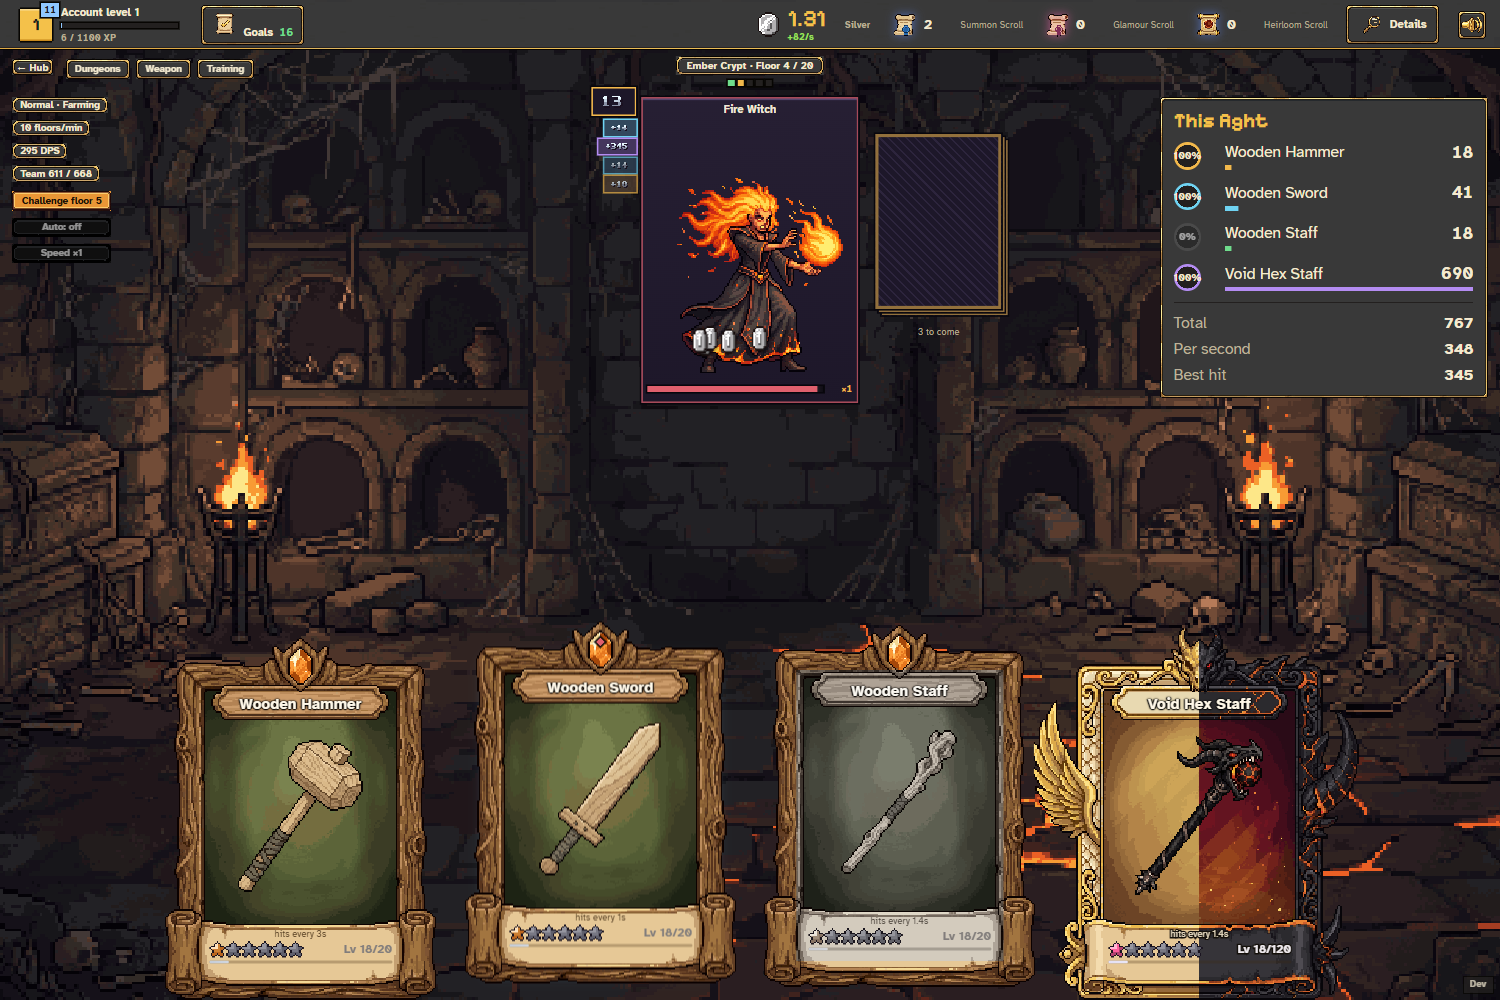 11
1
Account level 1
6 / 1100 XP
Goals 16
1.31
+82/s
Silver
2
Summon Scroll
0
Glamour Scroll
0
Heirloom Scroll
Details
← Hub
Dungeons
Weapon
Training
Ember Crypt · Floor 4 / 20
Normal · Farming
10 floors/min
295 DPS
Team 611 / 668
Challenge floor 5
Auto: off
Speed ×1
13
+14
+345
+14
+10
Fire Witch
×1
3 to come
This Fight
100%
Wooden Hammer
18
100%
Wooden Sword
41
0%
Wooden Staff
18
100%
Void Hex Staff
690
Total
767
Per second
348
Best hit
345
Wooden Hammer
hits every 3s
Lv 18/20
Wooden Sword
hits every 1s
Lv 18/20
Wooden Staff
hits every 1.4s
Lv 18/20
Void Hex Staff
hits every 1.4s
Lv 18/120
Dev